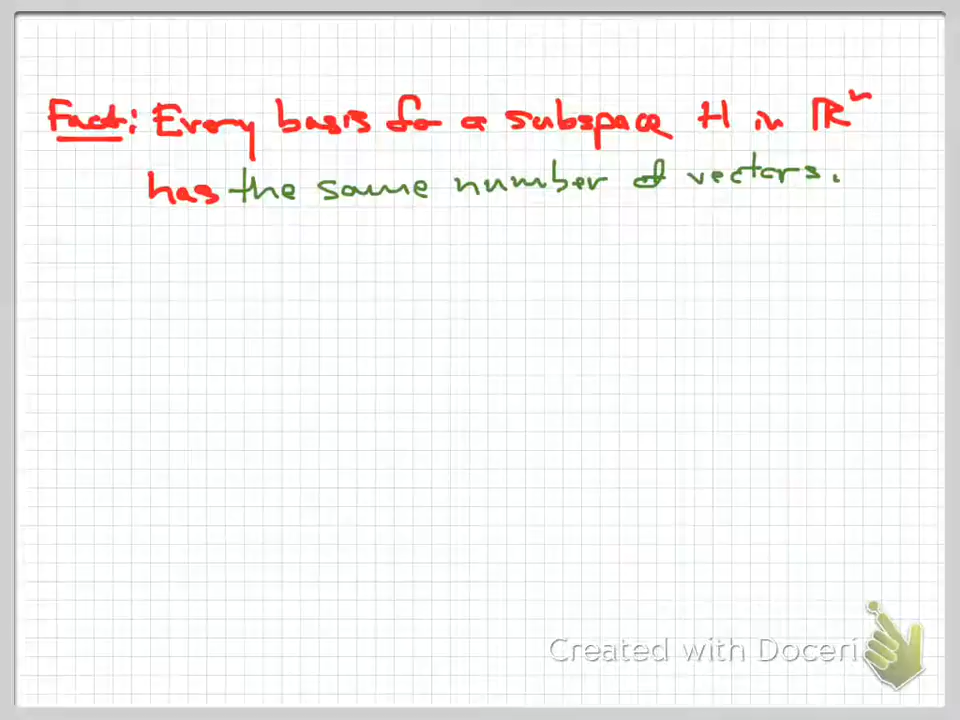 Fact: Every basis for a subspace H in ℝⁿ
has the same number of vectors.
Created with Doceri